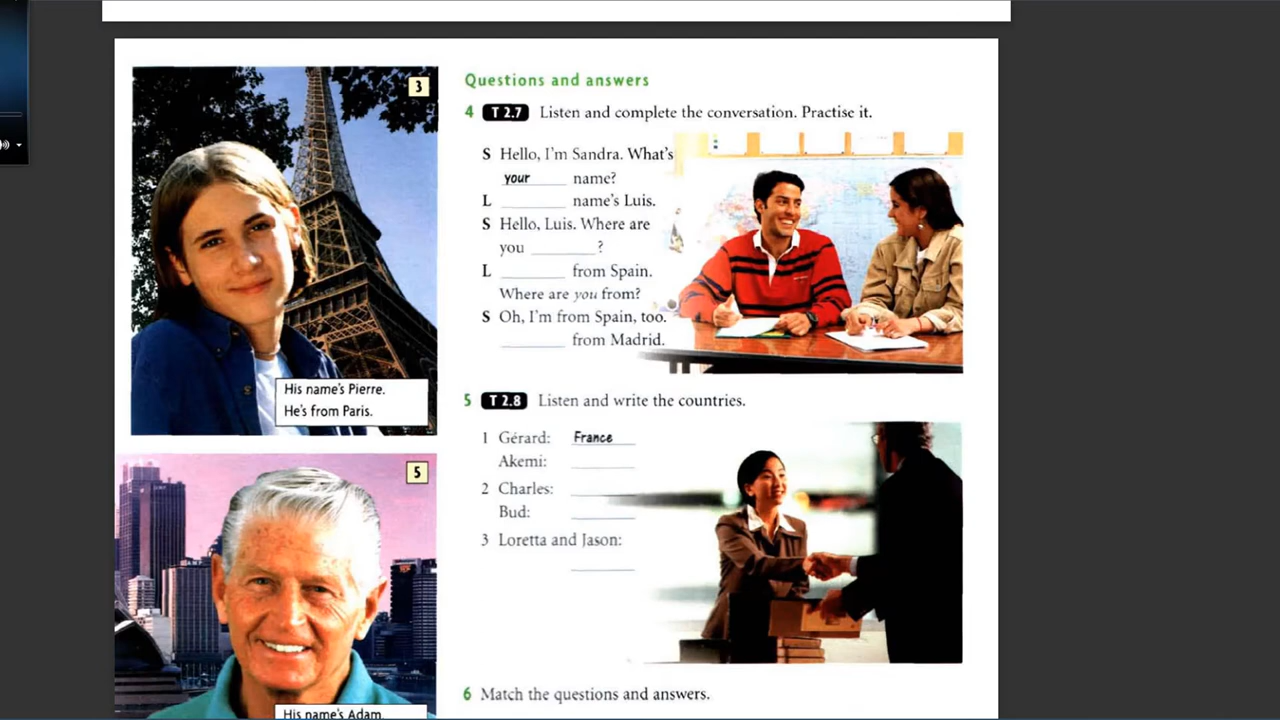 3
His name's Pierre.
He's from Paris.
5
His name's Adam.
Questions and answers
4 T 2.7 Listen and complete the conversation. Practise it.
S Hello, I'm Sandra. What's
your name?
L name's Luis.
S Hello, Luis. Where are
you ?
L from Spain.
Where are you from?
S Oh, I'm from Spain, too.
from Madrid.
5 T 2.8 Listen and write the countries.
1 Gérard: France
Akemi:
2 Charles:
Bud:
3 Loretta and Jason:
6 Match the questions and answers.